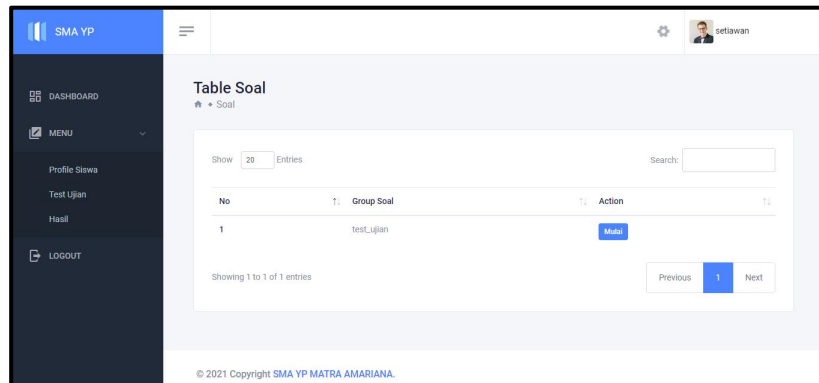 SMA YP
setiawan
DASHBOARD
MENU
Profile Siswa
Test Ujian
Hasil
LOGOUT
Table Soal
Soal
Show 20 Entries
Search:
No Group Soal Action
1 test_ujian Mulai
Showing 1 to 1 of 1 entries
Previous 1 Next
© 2021 Copyright SMA YP MATRA AMARIANA.